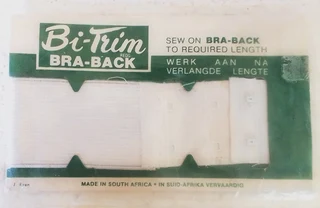 Bi-Trim
BRA-BACK
SEW ON BRA-BACK
TO REQUIRED LENGTH
WERK AAN NA
VERLANGDE LENGTE
MADE IN SOUTH AFRICA • IN SUID-AFRIKA VERVAARDIG